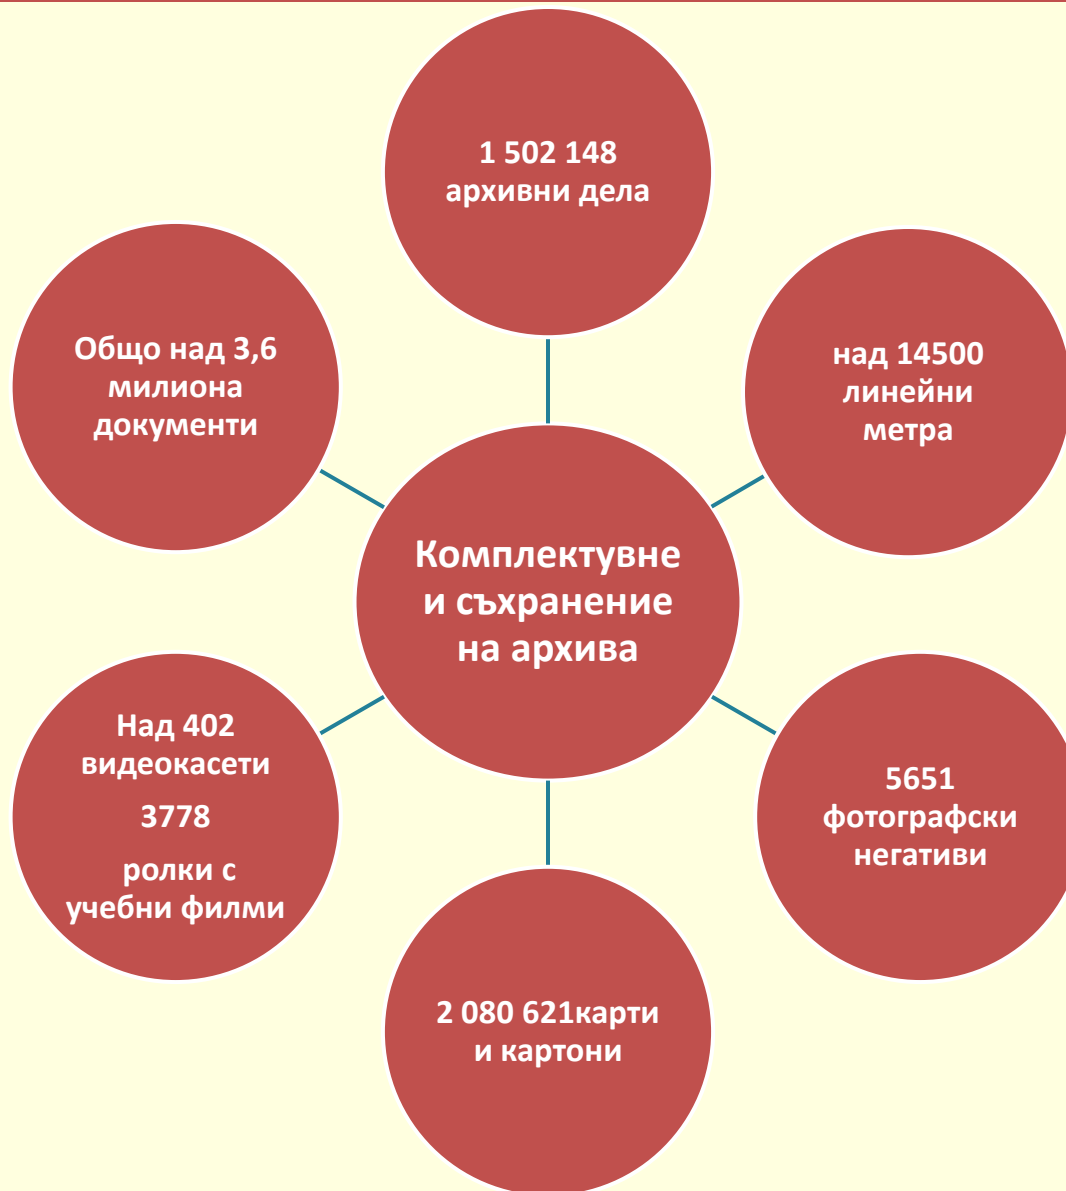 1 502 148
архивни дела
Общо над 3,6
милиона
документи
над 14500
линейни
метра
Комплектувне
и съхранение
на архива
Над 402
видеокасети
3778
ролки с
учебни филми
5651
фотографски
негативи
2 080 621карти
и картони